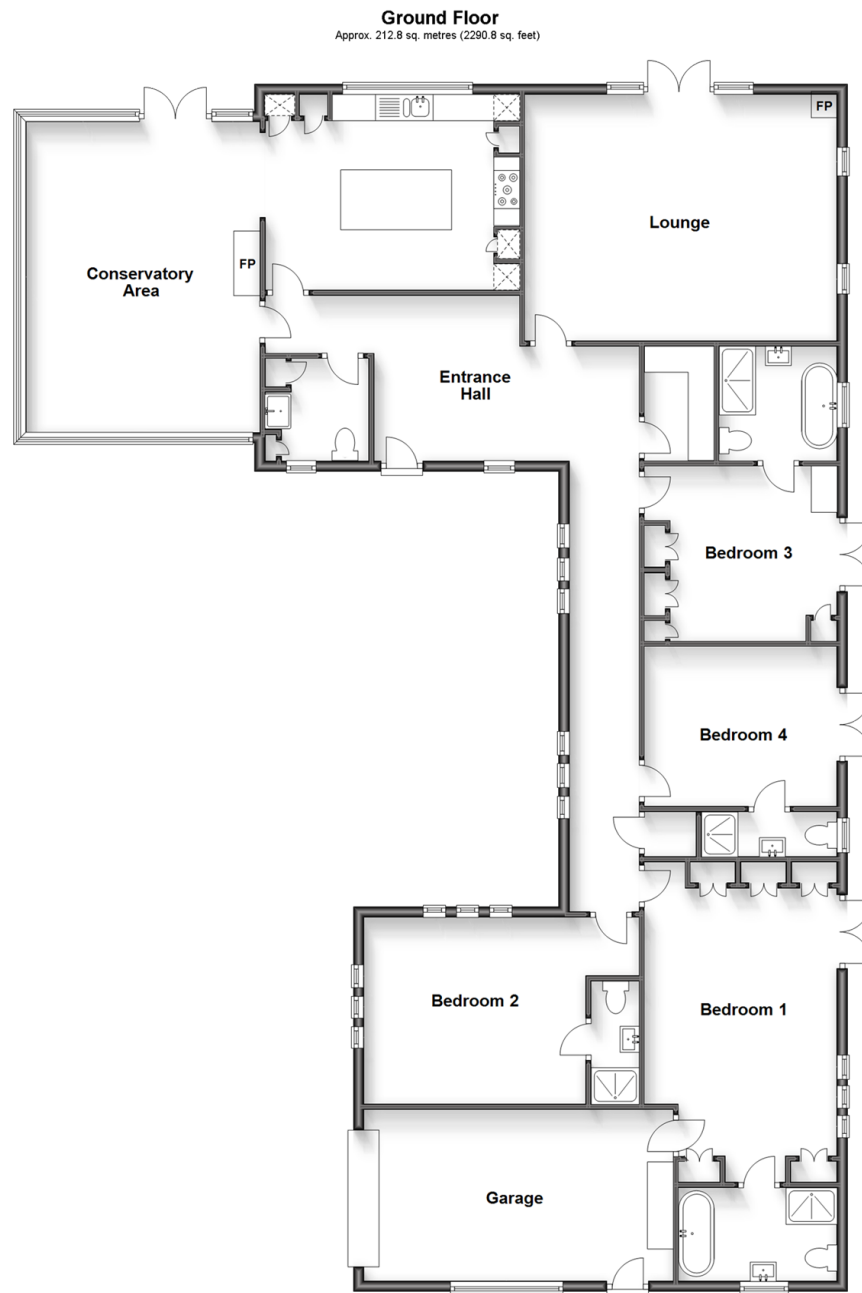 Ground Floor
Approx. 212.8 sq. metres (2290.8 sq. feet)
FP
Lounge
FP
Conservatory
Area
Entrance
Hall
Bedroom 3
Bedroom 4
Bedroom 2
Bedroom 1
Garage